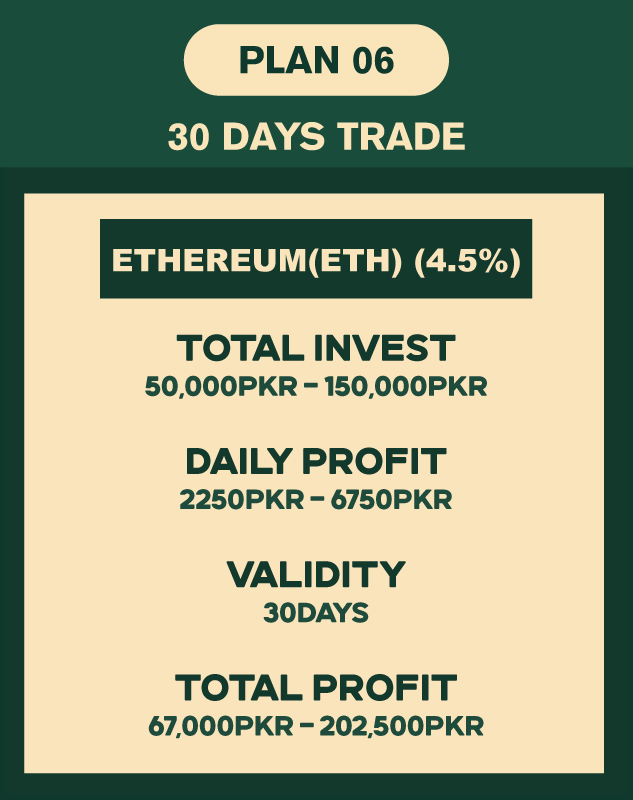 PLAN 06
30 DAYS TRADE
ETHEREUM(ETH) (4.5%)
TOTAL INVEST
50,000PKR – 150,000PKR
DAILY PROFIT
2250PKR – 6750PKR
VALIDITY
30DAYS
TOTAL PROFIT
67,000PKR – 202,500PKR